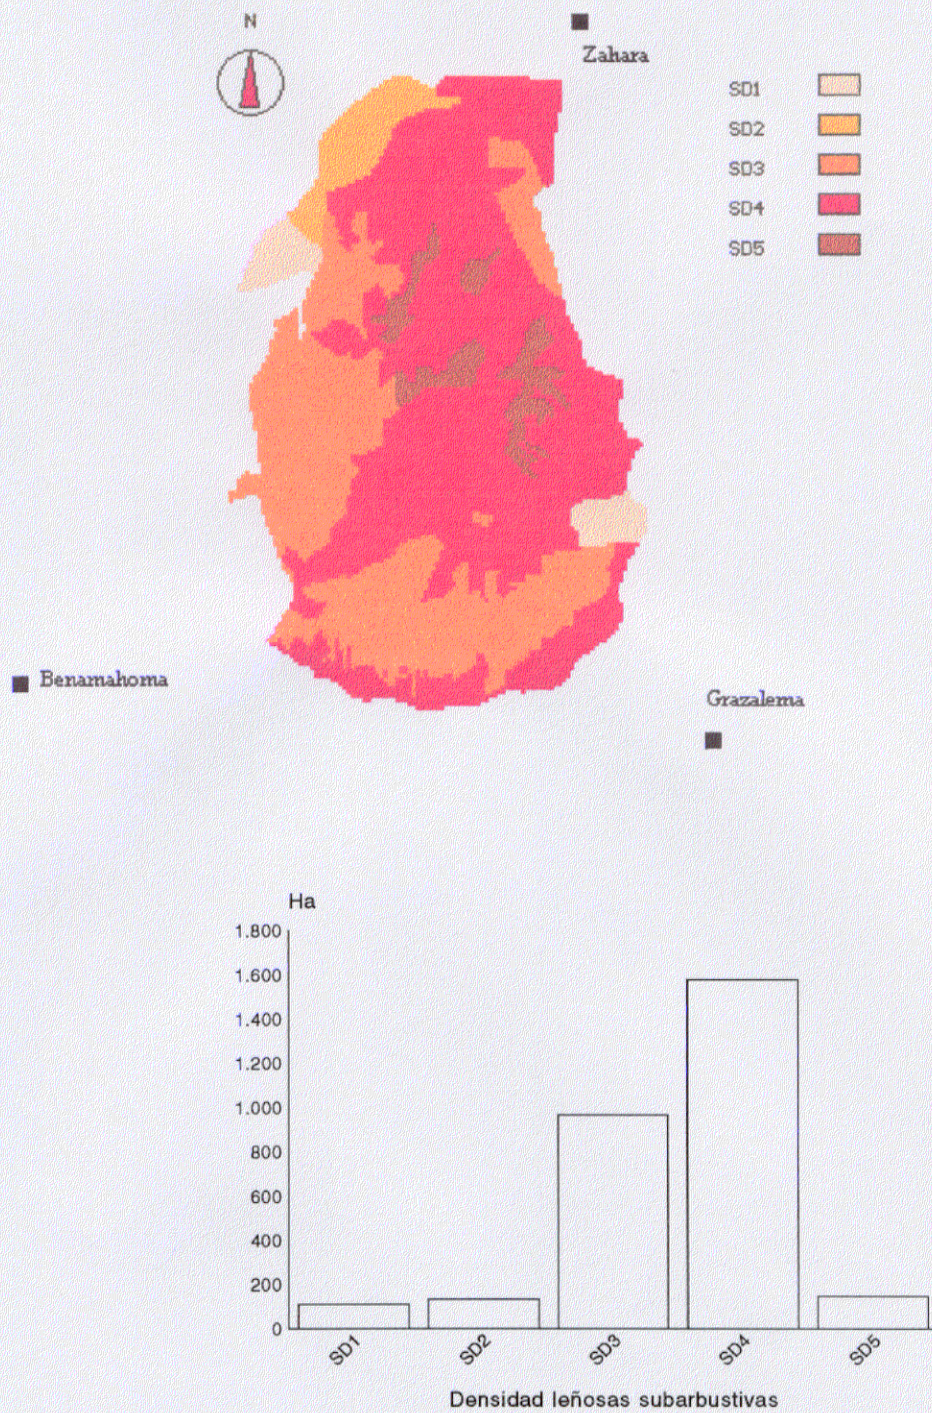 N
Zahara
SD1
SD2
SD3
SD4
SD5
Benamahoma
Grazalema
Ha
1.800
1.600
1.400
1.200
1.000
800
600
400
200
0
SD1
SD2
SD3
SD4
SD5
Densidad leñosas subarbustivas